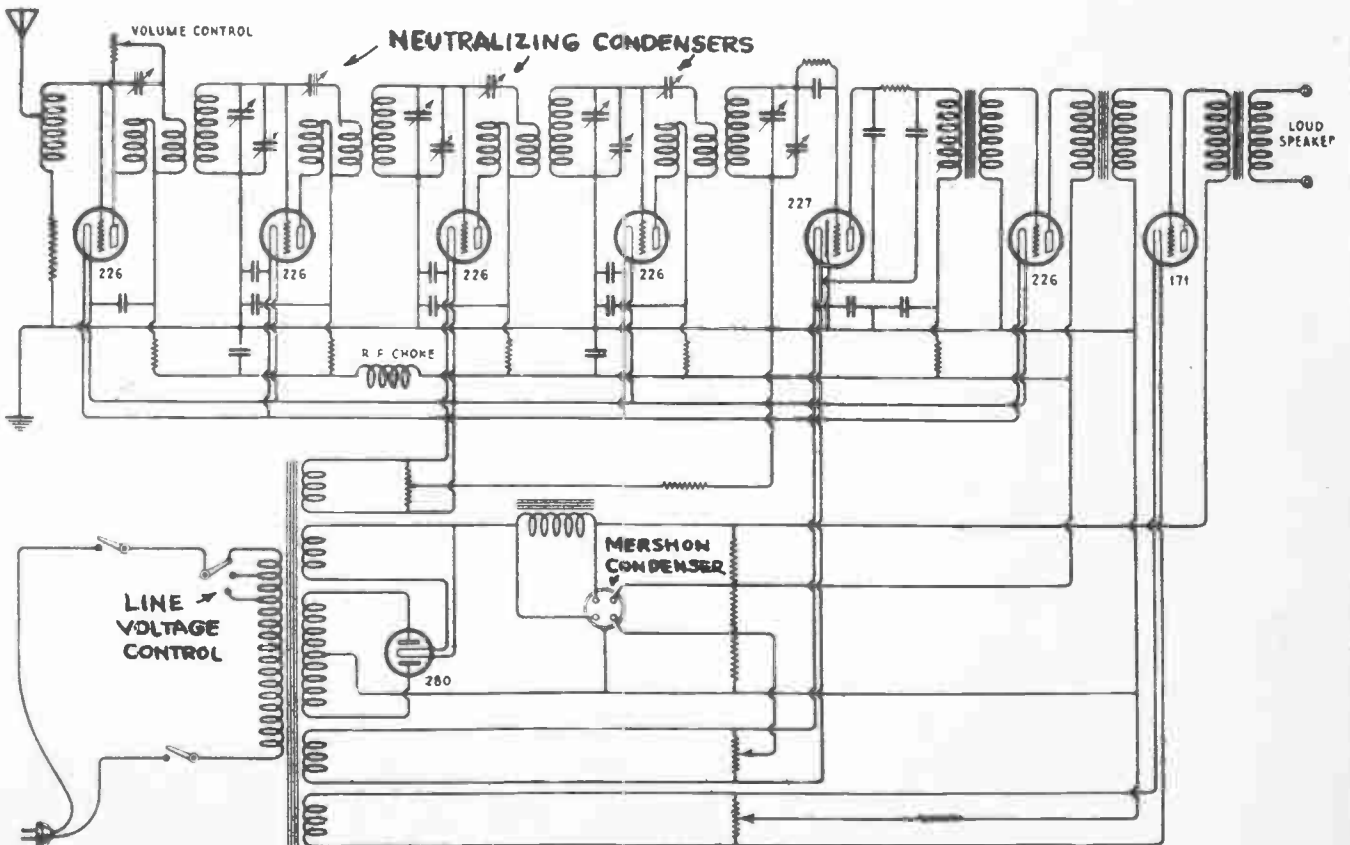 VOLUME CONTROL
NEUTRALIZING CONDENSERS
LOUD
SPEAKER
227
226
226
226
226
226
171
R F CHOKE
MERSHON
CONDENSER
LINE
VOLTAGE
CONTROL
280